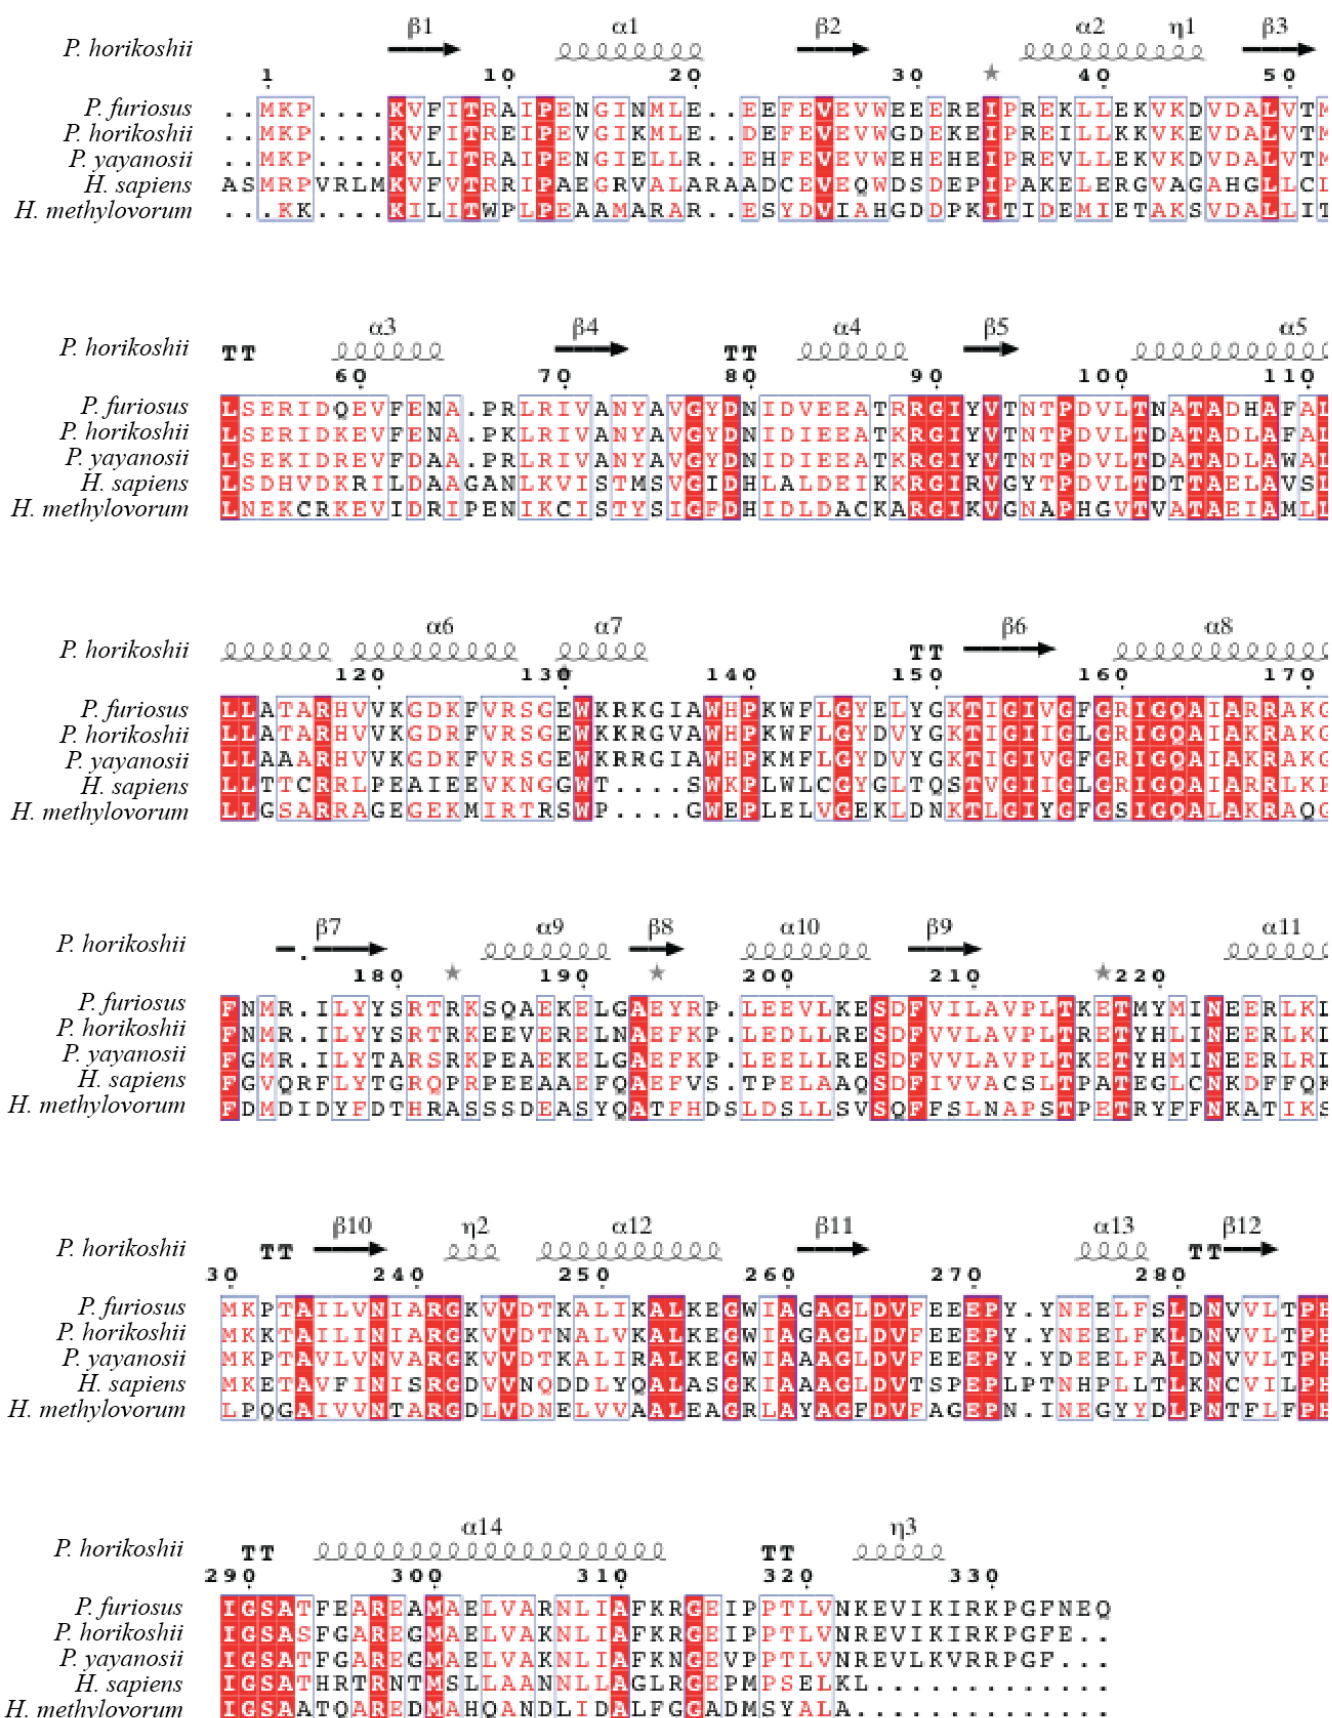 β1 α1 β2 α2 η1 β3
P. horikoshii
1 10 20 30 40 50
P. furiosus ..MKP....KVFITRAIPENGINMLE..EEFEVEVWEEEREIPREKLLEKVKDVDALVTM
P. horikoshii ..MKP....KVFITREIPEVGIKMLE..DEFEVEVWGDEKEIPREILLKKVKEVDALVTM
P. yayanosii ..MKP....KVLITRAIPENGIELLR..EHFEVEVWEHEHEIPREVLLEKVKDVDALVTM
H. sapiens ASMRPVRLMKVFVTRRIPAEGRVALARAADCEVEQWDSDEPIPAKELERGVAGAHGLLCL
H. methylovorum ...KK....KILITWPLPEAAMARAR..ESYDVIAHGDDPKITIDEMIETAKSVDALLIT
α3 β4 α4 β5 α5
P. horikoshii TT TT
60 70 80 90 100 110
P. furiosus LSERIDQEVFENA.PRLRIVANYAVGYDNIDVEEATRRGIYVTNTPDVLTNATADHAFAL
P. horikoshii LSERIDKEVFENA.PKLRIVANYAVGYDNIDIEEATKRGIYVTNTPDVLTDATADLAFAL
P. yayanosii LSEKIDREVFDAA.PRLRIVANYAVGYDNIDIEEATKRGIYVTNTPDVLTDATADLAWAL
H. sapiens LSDHVDKRILDAAGANLKVISTMSVGIDHLALDEIKKRGIRVGYTPDVLTDTTAELAVSL
H. methylovorum LNEKCRKEVIDRIPENIKCISTYSIGFDHIDLDACKARGIKVGNAPHGVTVATAEIAMLL
α6 α7 β6 α8
P. horikoshii TT
120 130 140 150 160 170
P. furiosus LLATARHVVKGDKFVRSGEWKRKGIAWHPKWFLGYELYGKTIGIVGFGRIGQAIARRAKG
P. horikoshii LLATARHVVKGDRFVRSGEWKKRGVAWHPKWFLGYDVYGKTIGIIGLGRIGQAIAKRAKG
P. yayanosii LLAAARHVVKGDKFVRSGEWKRRGIAWHPKMFLGYDVYGKTIGIVGFGRIGQAIAKRAKG
H. sapiens LLTTCRRLPEAIEEVKNGGWT....SWKPLWLCGYGLTQSTVGIIGLGRIGQAIARRLKP
H. methylovorum LLGSARRAGEGEKMIRTRSWP....GWEPLELVGEKLDNKTLGIYGFGSIGQALAKRAQG
β7 α9 β8 α10 β9 α11
P. horikoshii
180 190 200 210 220
P. furiosus FNMR.ILYYSRTRKSQAEKELGAEYRP.LEEVLKESDFVILAVPLTKETMYMINEERLKL
P. horikoshii FNMR.ILYYSRTRKEEVERELNAEFKP.LEDLLRESDFVVLAVPLTRETYHLINEERLKL
P. yayanosii FGMR.ILYTARSRKPEAEKELGAEFKP.LEELLRESDFVVLAVPLTKETYHMINEERLRL
H. sapiens FGVQRFLYTGRQPRPEEAAEFQAEFVS.TPELAAQSDFIVVACSLTPATEGLCNKDFFQK
H. methylovorum FDMDIDYFDTHRASSSDEASYQATFHDSLDSLLSVSQFFSLNAPSTPETRYFFNKATIKS
β10 η2 α12 β11 α13 β12
P. horikoshii TT TT
30 240 250 260 270 280
P. furiosus MKPTAILVNIARGKVVDTKALIKALKEGWIAGAGLDVFEEEPY.YNEELFSLDNVVLTPH
P. horikoshii MKKTAILINIARGKVVDTNALVKALKEGWIAGAGLDVFEEEPY.YNEELFKLDNVVLTPH
P. yayanosii MKPTAVLVNVARGKVVDTKALIRALKEGWIAAAGLDVFEEEPY.YDEELFALDNVVLTPH
H. sapiens MKETAVFINISRGDVVNQDDLYQALASGKIAAAGLDVTSPEPLPTNHPLLTLKNCVILPH
H. methylovorum LPQGAIVVNTARGDLVDNELVVAALEAGRLAYAGFDVFAGEPN.INEGYYDLPNTFLFPH
α14 η3
P. horikoshii TT TT
290 300 310 320 330
P. furiosus IGSATFEAREAMAELVARNLIAFKRGEIPPTLVNKEVIKIRKPGFNEQ
P. horikoshii IGSASFGAREGMAELVAKNLIAFKRGEIPPTLVNREVIKIRKPGFE..
P. yayanosii IGSATFGAREGMAELVAKNLIAFKNGEVPPTLVNREVLKVRRPGF...
H. sapiens IGSATHRTRNTMSLLAANNLLAGLRGEPMPSELKL.............
H. methylovorum IGSAATQAREDMAHQANDLIDALFGGADMSYALA..............